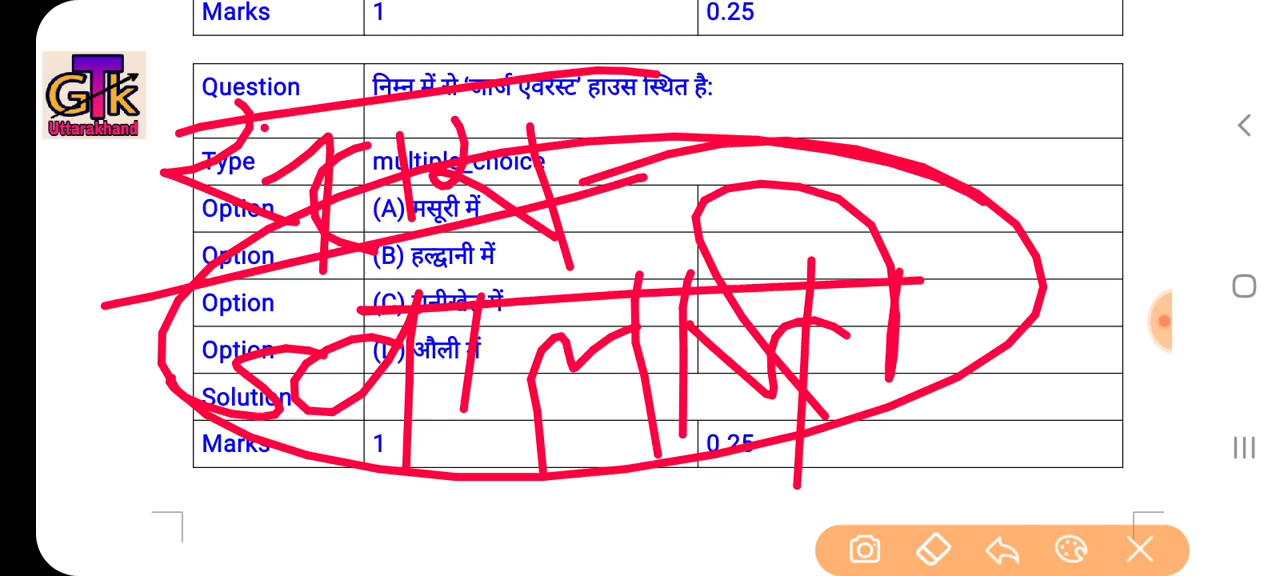 Marks 1 0.25
GTK
Uttarakhand
Question निम्न में से 'जार्ज एवरेस्ट' हाउस स्थित है:
Type multiple_choice
Option (A) मसूरी में
Option (B) हल्द्वानी में
Option (C) रानीखेत में
Option (D) औली में
Solution
Marks 1 0.25